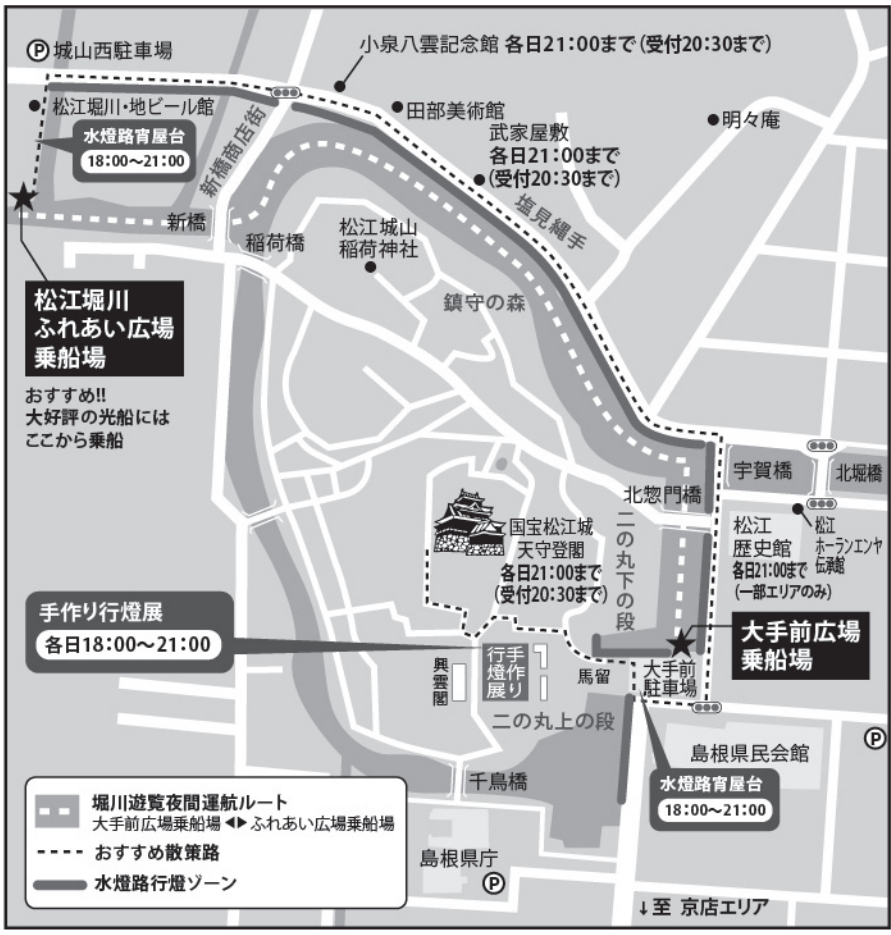 Ⓟ城山西駐車場
小泉八雲記念館 各日21:00まで(受付20:30まで)
松江堀川・地ビール館
水燈路宵屋台
18:00〜21:00
新橋商店街
田部美術館
武家屋敷
各日21:00まで
(受付20:30まで)
明々庵
塩見縄手
新橋
稲荷橋
松江城山
稲荷神社
鎮守の森
松江堀川
ふれあい広場
乗船場
おすすめ!!
大好評の光船には
ここから乗船
宇賀橋
北堀橋
北惣門橋
国宝松江城
天守登閣
各日21:00まで
(受付20:30まで)
二の丸下の段
松江
歴史館
各日21:00まで
(一部エリアのみ)
松江
ホーランエンヤ
伝承館
手作り行燈展
各日18:00〜21:00
大手前広場
乗船場
興雲閣
手作り
行燈展
馬留
大手前
駐車場
二の丸上の段
島根県民会館
Ⓟ
千鳥橋
水燈路宵屋台
18:00〜21:00
堀川遊覧夜間運航ルート
大手前広場乗船場◀▶ふれあい広場乗船場
おすすめ散策路
水燈路行燈ゾーン
島根県庁
Ⓟ
↓至 京店エリア